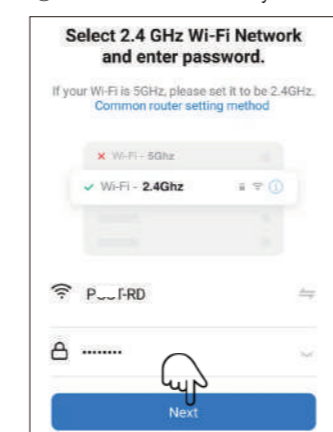 Select 2.4 GHz Wi-Fi Network
and enter password.
If your Wi-Fi is 5GHz, please set it to be 2.4GHz.
Common router setting method
Wi-Fi - 5Ghz
Wi-Fi - 2.4Ghz
Next